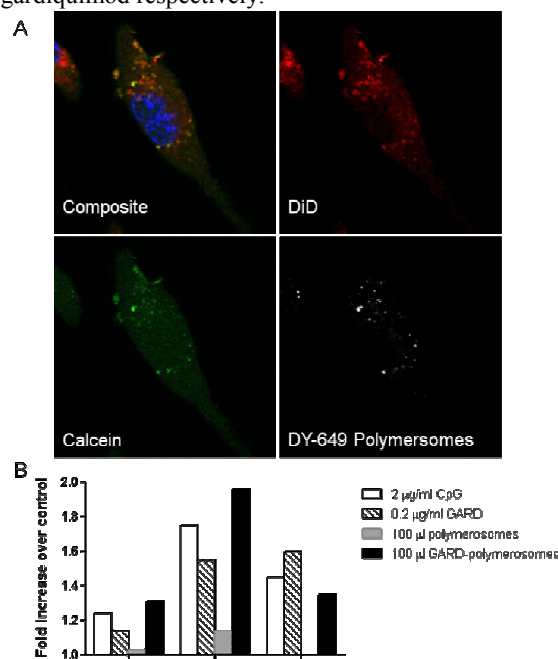 gardiquimod respectively.
A
Composite
DiD
Calcein
DY-649 Polymersomes
B
Fold Increase over control
2.0
1.8
1.6
1.4
1.2
1.0
2 µg/ml CpG
0.2 µg/ml GARD
100 µl polymerosomes
100 µl GARD-polymerosomes